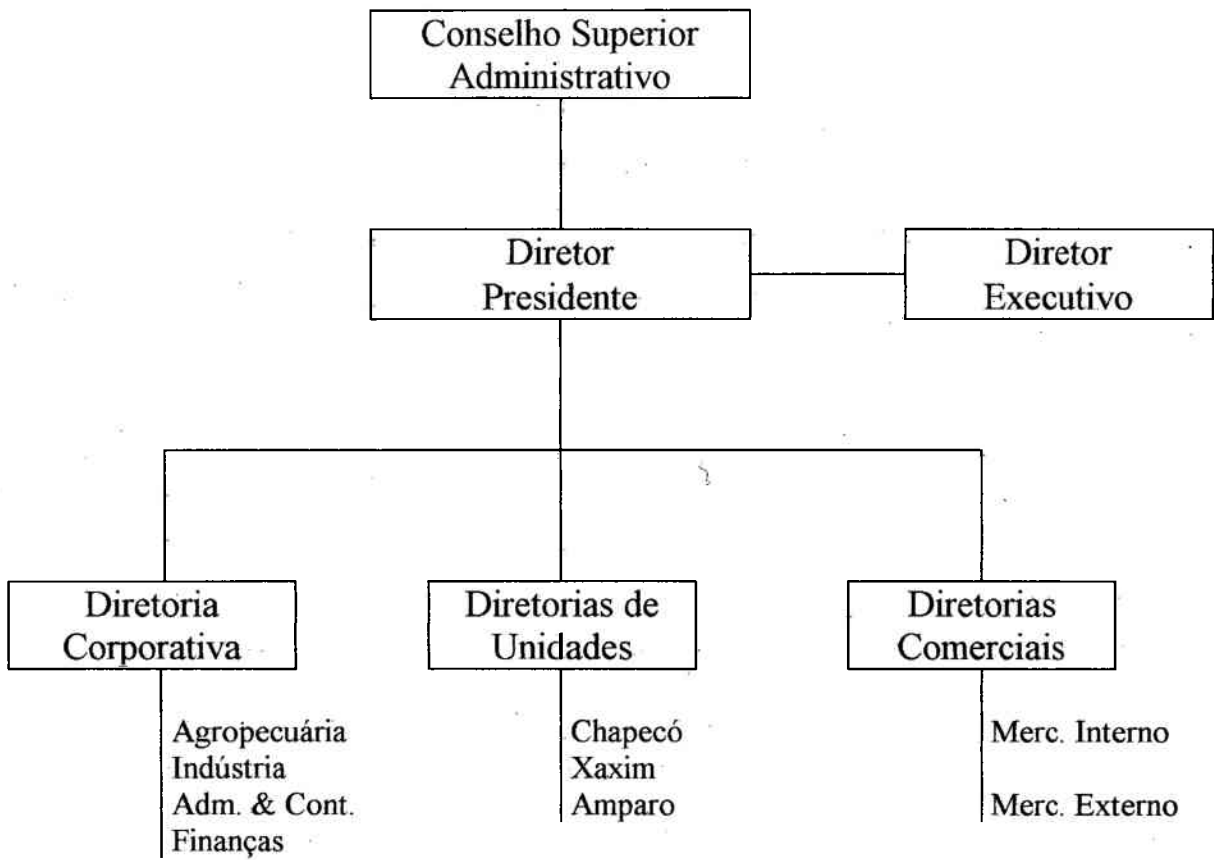 Conselho Superior
Administrativo
Diretor
Presidente
Diretor
Executivo
Diretoria
Corporativa
Agropecuária
Indústria
Adm. & Cont.
Finanças
Diretorias de
Unidades
Chapecó
Xaxim
Amparo
Diretorias
Comerciais
Merc. Interno
Merc. Externo